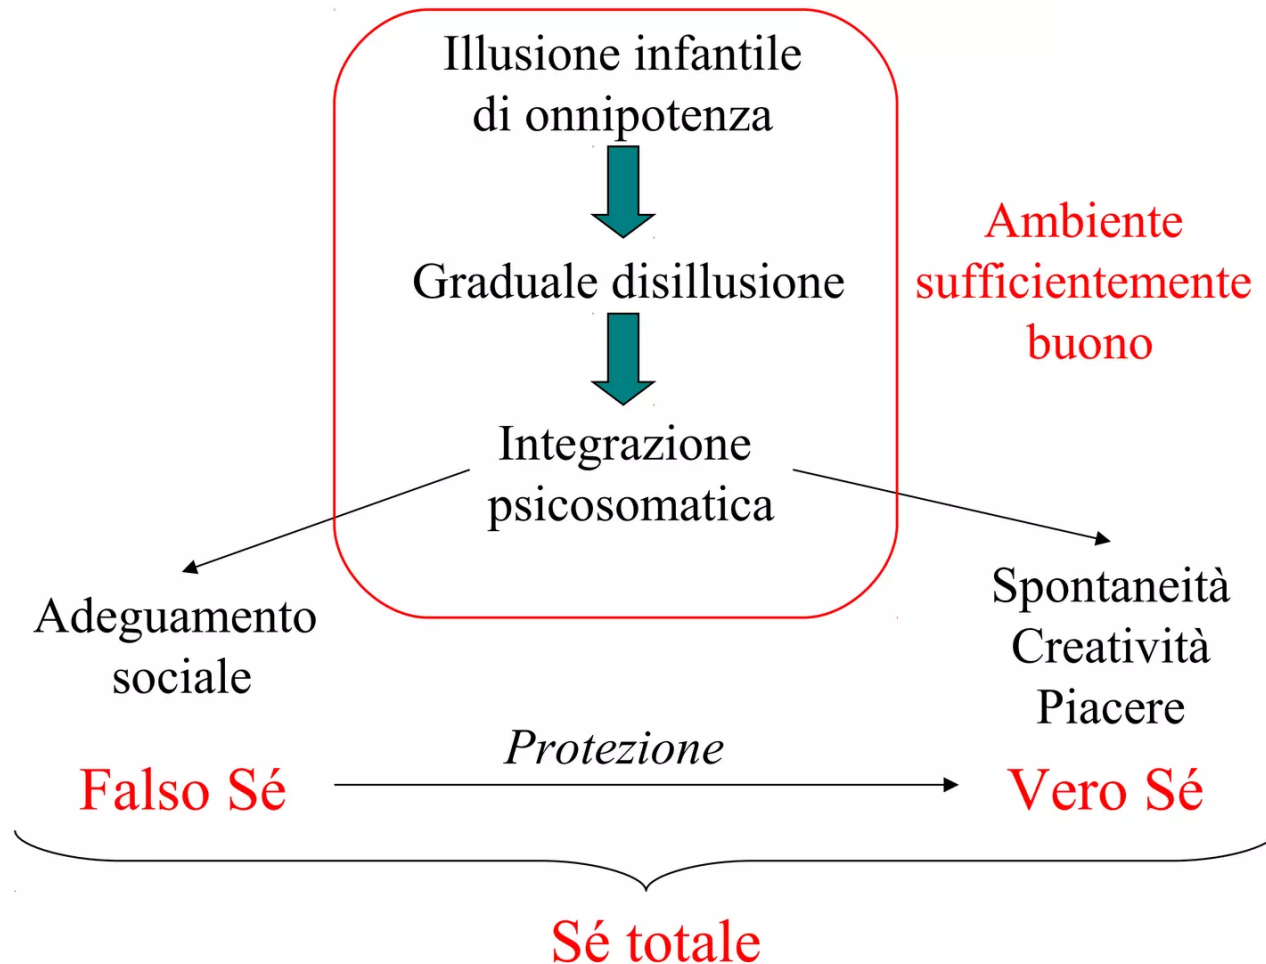 Illusione infantile
di onnipotenza
Graduale disillusione
Ambiente
sufficientemente
buono
Integrazione
psicosomatica
Adeguamento
sociale
Spontaneità
Creatività
Piacere
Protezione
Falso Sé
Vero Sé
Sé totale